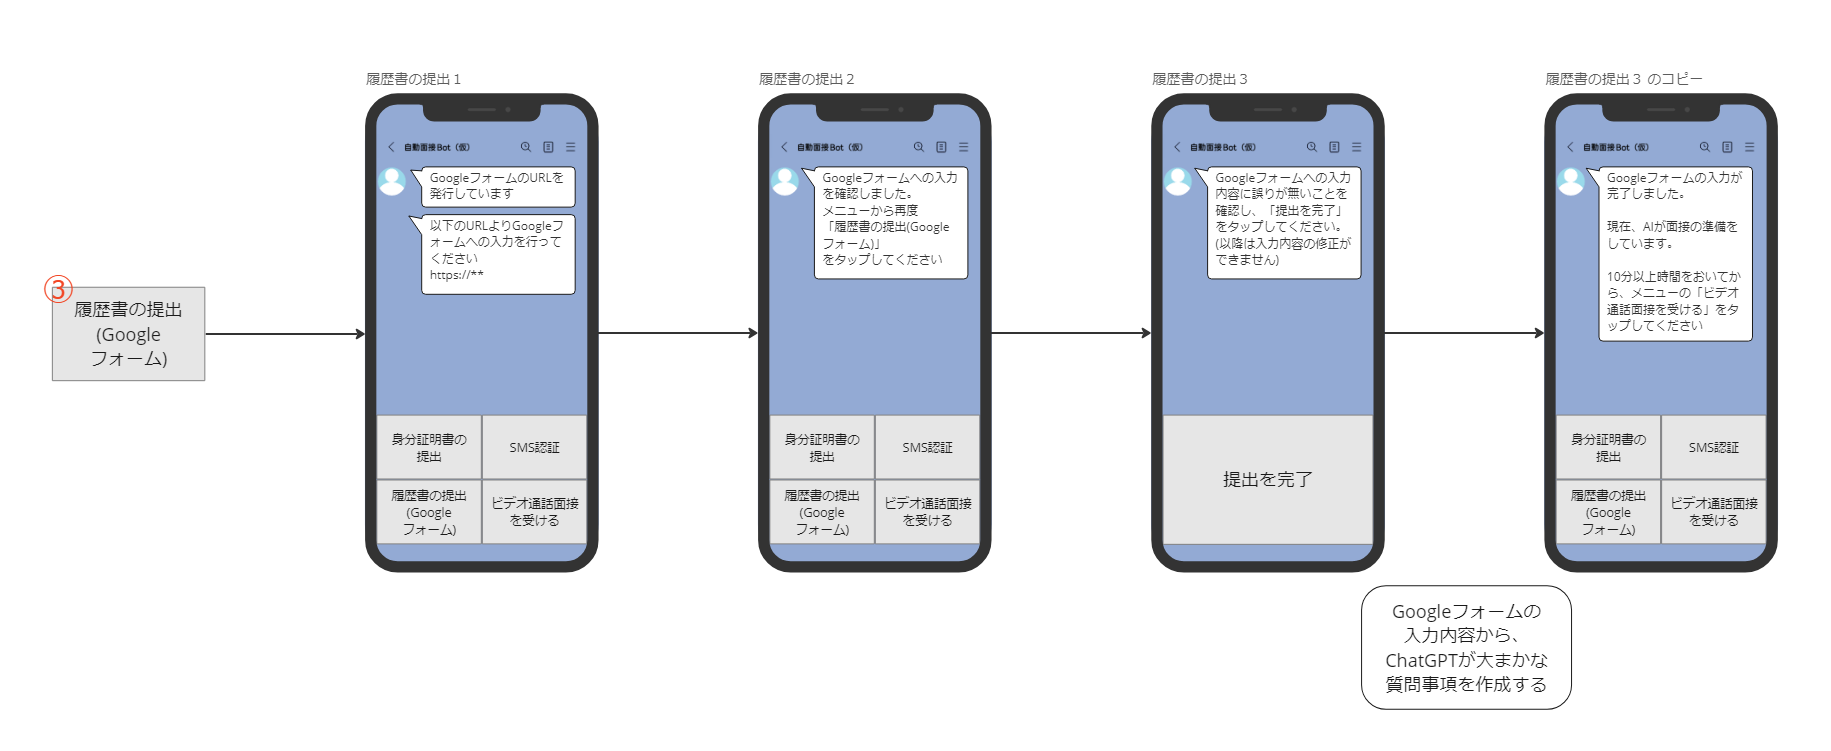 ③
履歴書の提出
(Google
フォーム)
履歴書の提出１
自動面接Bot（仮）
GoogleフォームのURLを
発行しています
以下のURLよりGoogleフ
ォームへの入力を行って
ください
https://**
身分証明書の
提出
SMS認証
履歴書の提出
(Google
フォーム)
ビデオ通話面接
を受ける
履歴書の提出２
自動面接Bot（仮）
Googleフォームへの入力
を確認しました。
メニューから再度
「履歴書の提出(Google
フォーム)」
をタップしてください
身分証明書の
提出
SMS認証
履歴書の提出
(Google
フォーム)
ビデオ通話面接
を受ける
履歴書の提出３
自動面接Bot（仮）
Googleフォームへの入力
内容に誤りが無いことを
確認し、「提出を完了」
をタップしてください。
(以降は入力内容の修正が
できません)
提出を完了
履歴書の提出３ のコピー
自動面接Bot（仮）
Googleフォームの入力が
完了しました。
現在、AIが面接の準備を
しています。
10分以上時間をおいてか
ら、メニューの「ビデオ
通話面接を受ける」をタ
ップしてください
身分証明書の
提出
SMS認証
履歴書の提出
(Google
フォーム)
ビデオ通話面接
を受ける
Googleフォームの
入力内容から、
ChatGPTが大まかな
質問事項を作成する